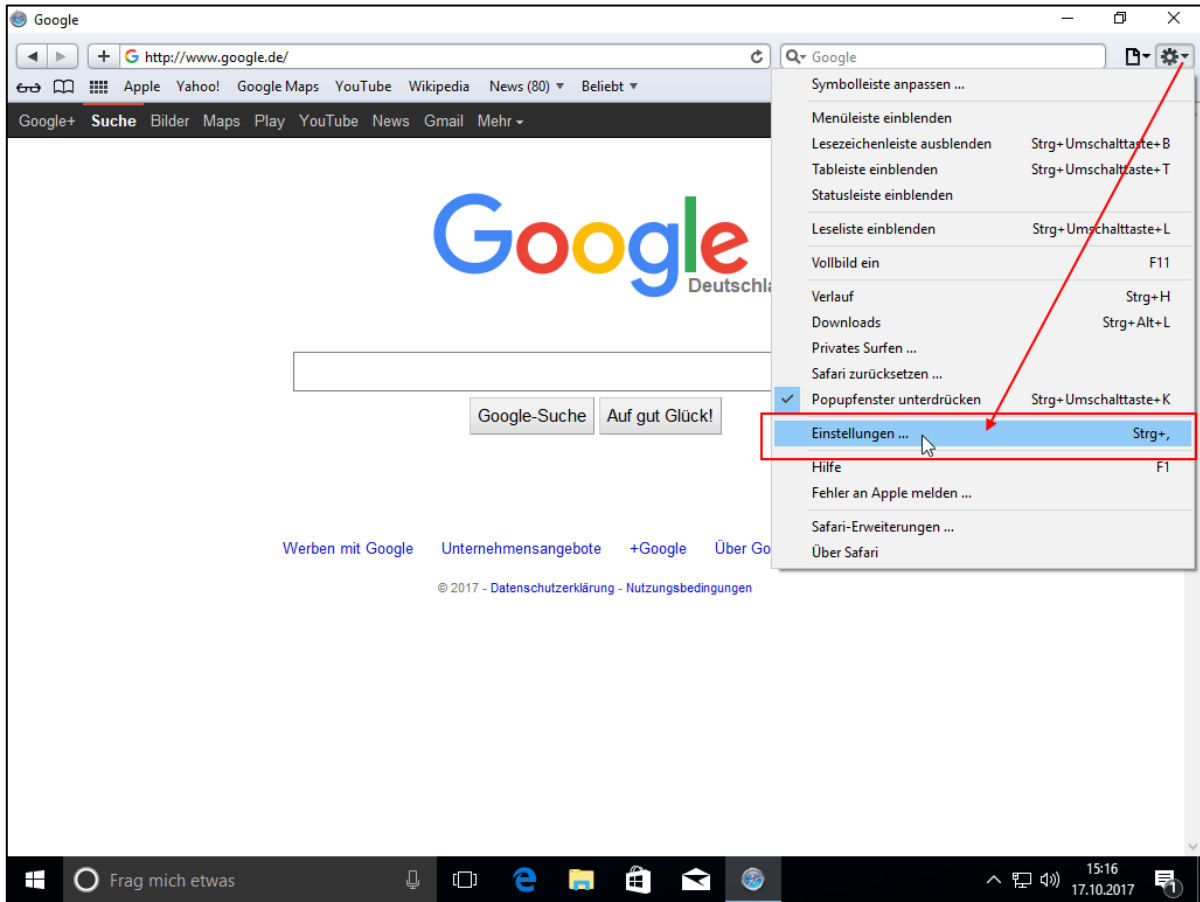 Google
http://www.google.de/
Google
Apple Yahoo! Google Maps YouTube Wikipedia News (80) Beliebt
Google+ Suche Bilder Maps Play YouTube News Gmail Mehr
Google
Deutschla
Google-Suche Auf gut Glück!
Werben mit Google Unternehmensangebote +Google Über Go
© 2017 - Datenschutzerklärung - Nutzungsbedingungen
Symbolleiste anpassen ...
Menüleiste einblenden
Lesezeichenleiste ausblenden Strg+Umschalttaste+B
Tableiste einblenden Strg+Umschalttaste+T
Statusleiste einblenden
Leseliste einblenden Strg+Umschalttaste+L
Vollbild ein F11
Verlauf Strg+H
Downloads Strg+Alt+L
Privates Surfen ...
Safari zurücksetzen ...
Popupfenster unterdrücken Strg+Umschalttaste+K
Einstellungen ... Strg+,
Hilfe F1
Fehler an Apple melden ...
Safari-Erweiterungen ...
Über Safari
Frag mich etwas
15:16
17.10.2017
1